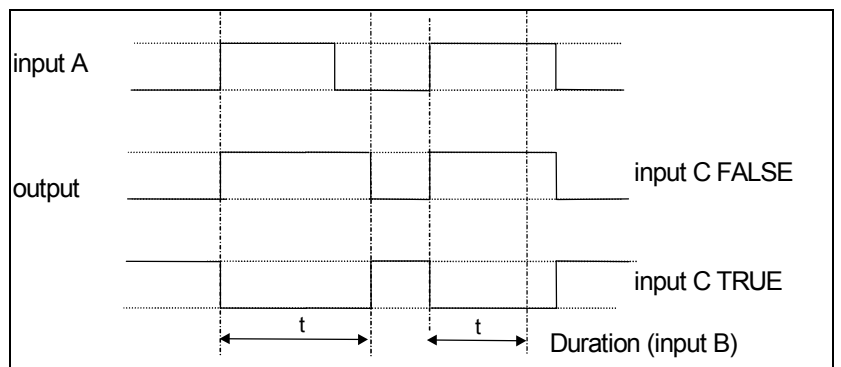 input A
output
input C FALSE
input C TRUE
t
t
Duration (input B)